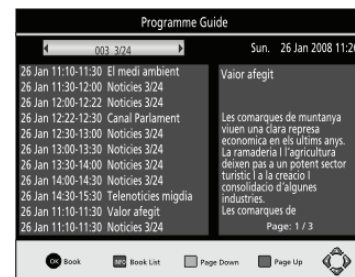 Programme Guide
003 3/24
Sun. 26 Jan 2008 11:26
26 Jan 11:10-11:30 El medi ambient
26 Jan 11:30-12:00 Noticies 3/24
26 Jan 12:00-12:22 Noticies 3/24
26 Jan 12:22-12:30 Canal Parlament
26 Jan 12:30-13:00 Noticies 3/24
26 Jan 13:00-13:30 Noticies 3/24
26 Jan 13:30-14:00 Noticies 3/24
26 Jan 14:00-14:30 Noticies 3/24
26 Jan 14:30-15:30 Telenoticies migdia
26 Jan 11:10-11:30 Valor afegit
26 Jan 11:10-11:30 Noticies 3/24
Vaior afegit
Les comarques de muntanya
viuen una clara represa
economica en els ultims anys.
La ramaderia I l'agricultura
deixen pas a un potent sector
turistic I a la creacio I
consolidacio d'algunes
industries.
Les comarques de
Page: 1 / 3
OK Book
INFO Book List
Page Down
Page Up